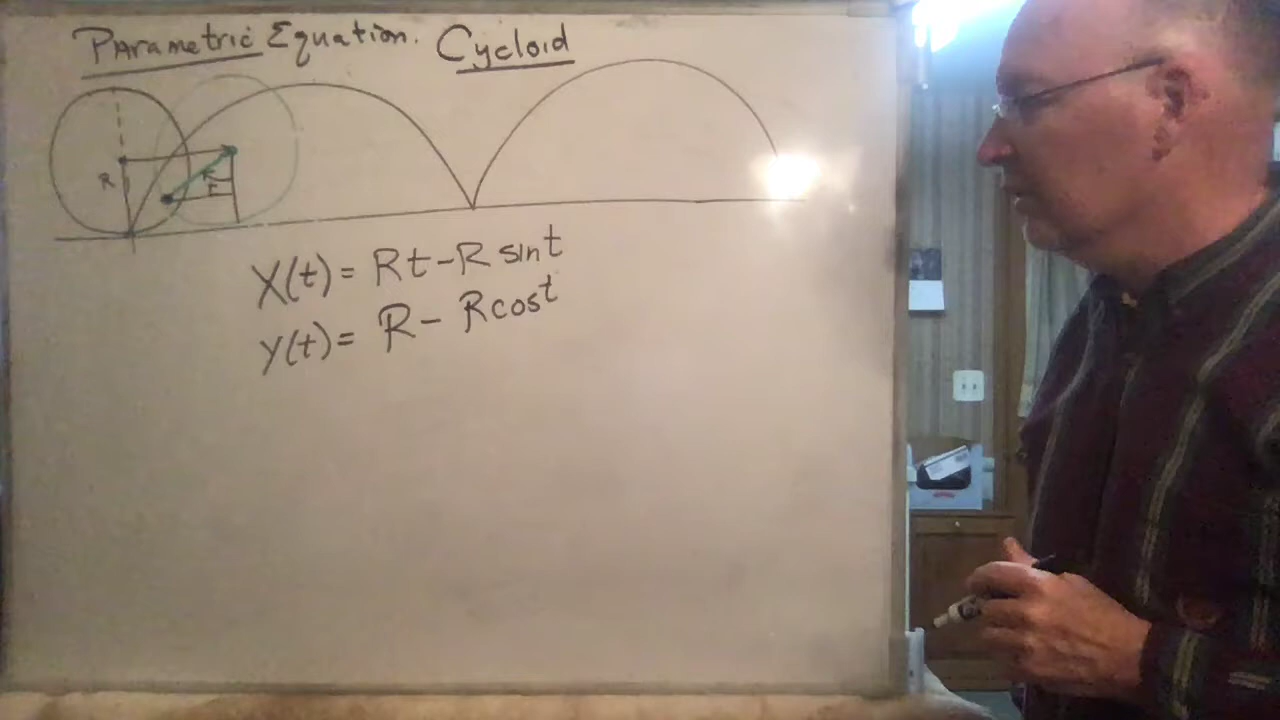 Parametric Equation. Cycloid
R
t
X(t) = Rt - R sin t
y(t) = R - R cos t